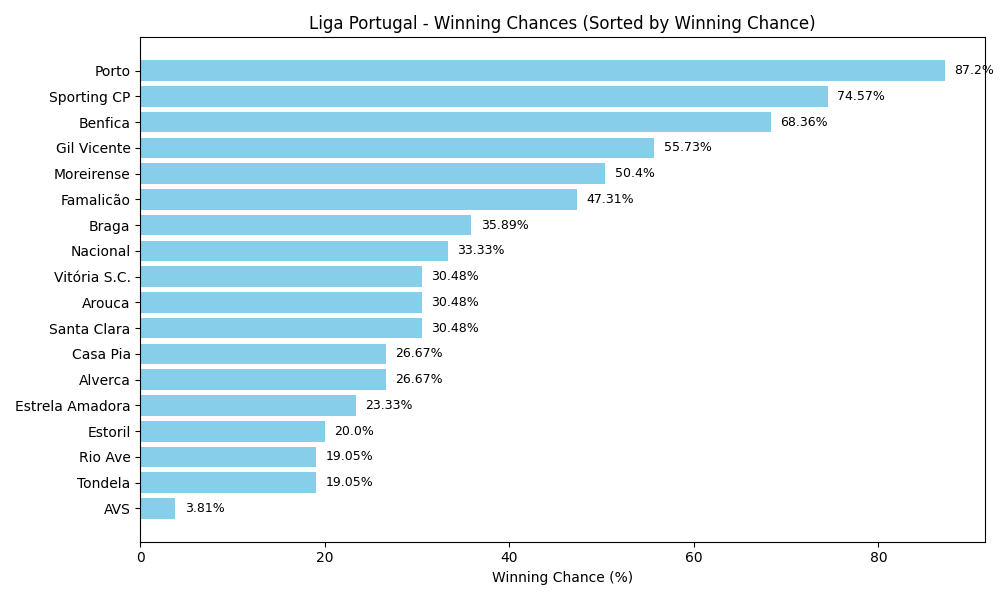 Liga Portugal - Winning Chances (Sorted by Winning Chance)
Porto 87.2%
Sporting CP 74.57%
Benfica 68.36%
Gil Vicente 55.73%
Moreirense 50.4%
Famalicão 47.31%
Braga 35.89%
Nacional 33.33%
Vitória S.C. 30.48%
Arouca 30.48%
Santa Clara 30.48%
Casa Pia 26.67%
Alverca 26.67%
Estrela Amadora 23.33%
Estoril 20.0%
Rio Ave 19.05%
Tondela 19.05%
AVS 3.81%
0 20 40 60 80
Winning Chance (%)